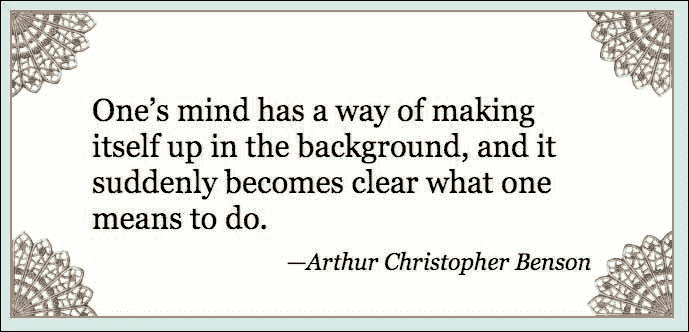 One’s mind has a way of making
itself up in the background, and it
suddenly becomes clear what one
means to do.
—Arthur Christopher Benson